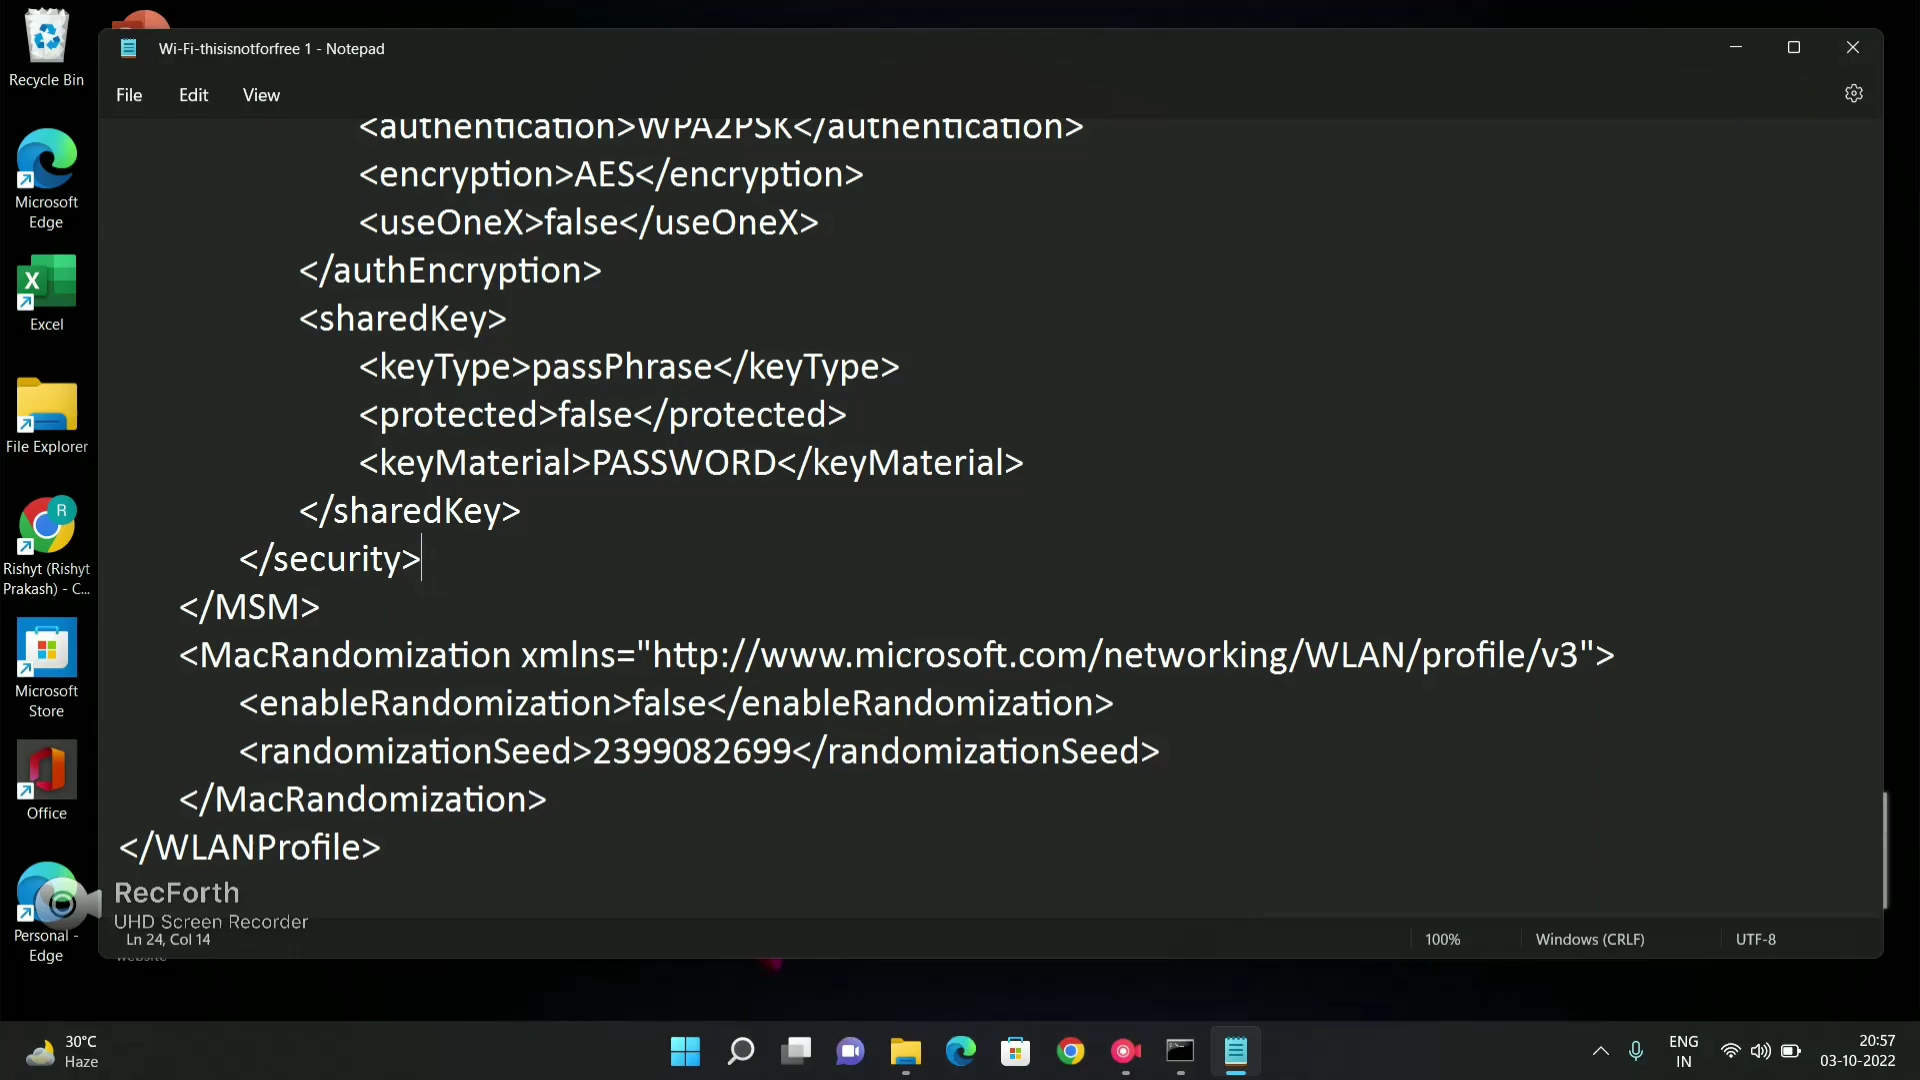 Recycle Bin
Microsoft
Edge
Excel
File Explorer
Rishyt (Rishyt
Prakash) - C...
Microsoft
Store
Office
Personal -
Edge
Wi-Fi-thisisnotforfree 1 - Notepad
File Edit View
<authentication>WPA2PSK</authentication>
<encryption>AES</encryption>
<useOneX>false</useOneX>
</authEncryption>
<sharedKey>
<keyType>passPhrase</keyType>
<protected>false</protected>
<keyMaterial>PASSWORD</keyMaterial>
</sharedKey>
</security>
</MSM>
<MacRandomization xmlns="http://www.microsoft.com/networking/WLAN/profile/v3">
<enableRandomization>false</enableRandomization>
<randomizationSeed>2399082699</randomizationSeed>
</MacRandomization>
</WLANProfile>
RecForth
UHD Screen Recorder
Ln 24, Col 14 100% Windows (CRLF) UTF-8
website
30°C
Haze
ENG
IN
20:57
03-10-2022